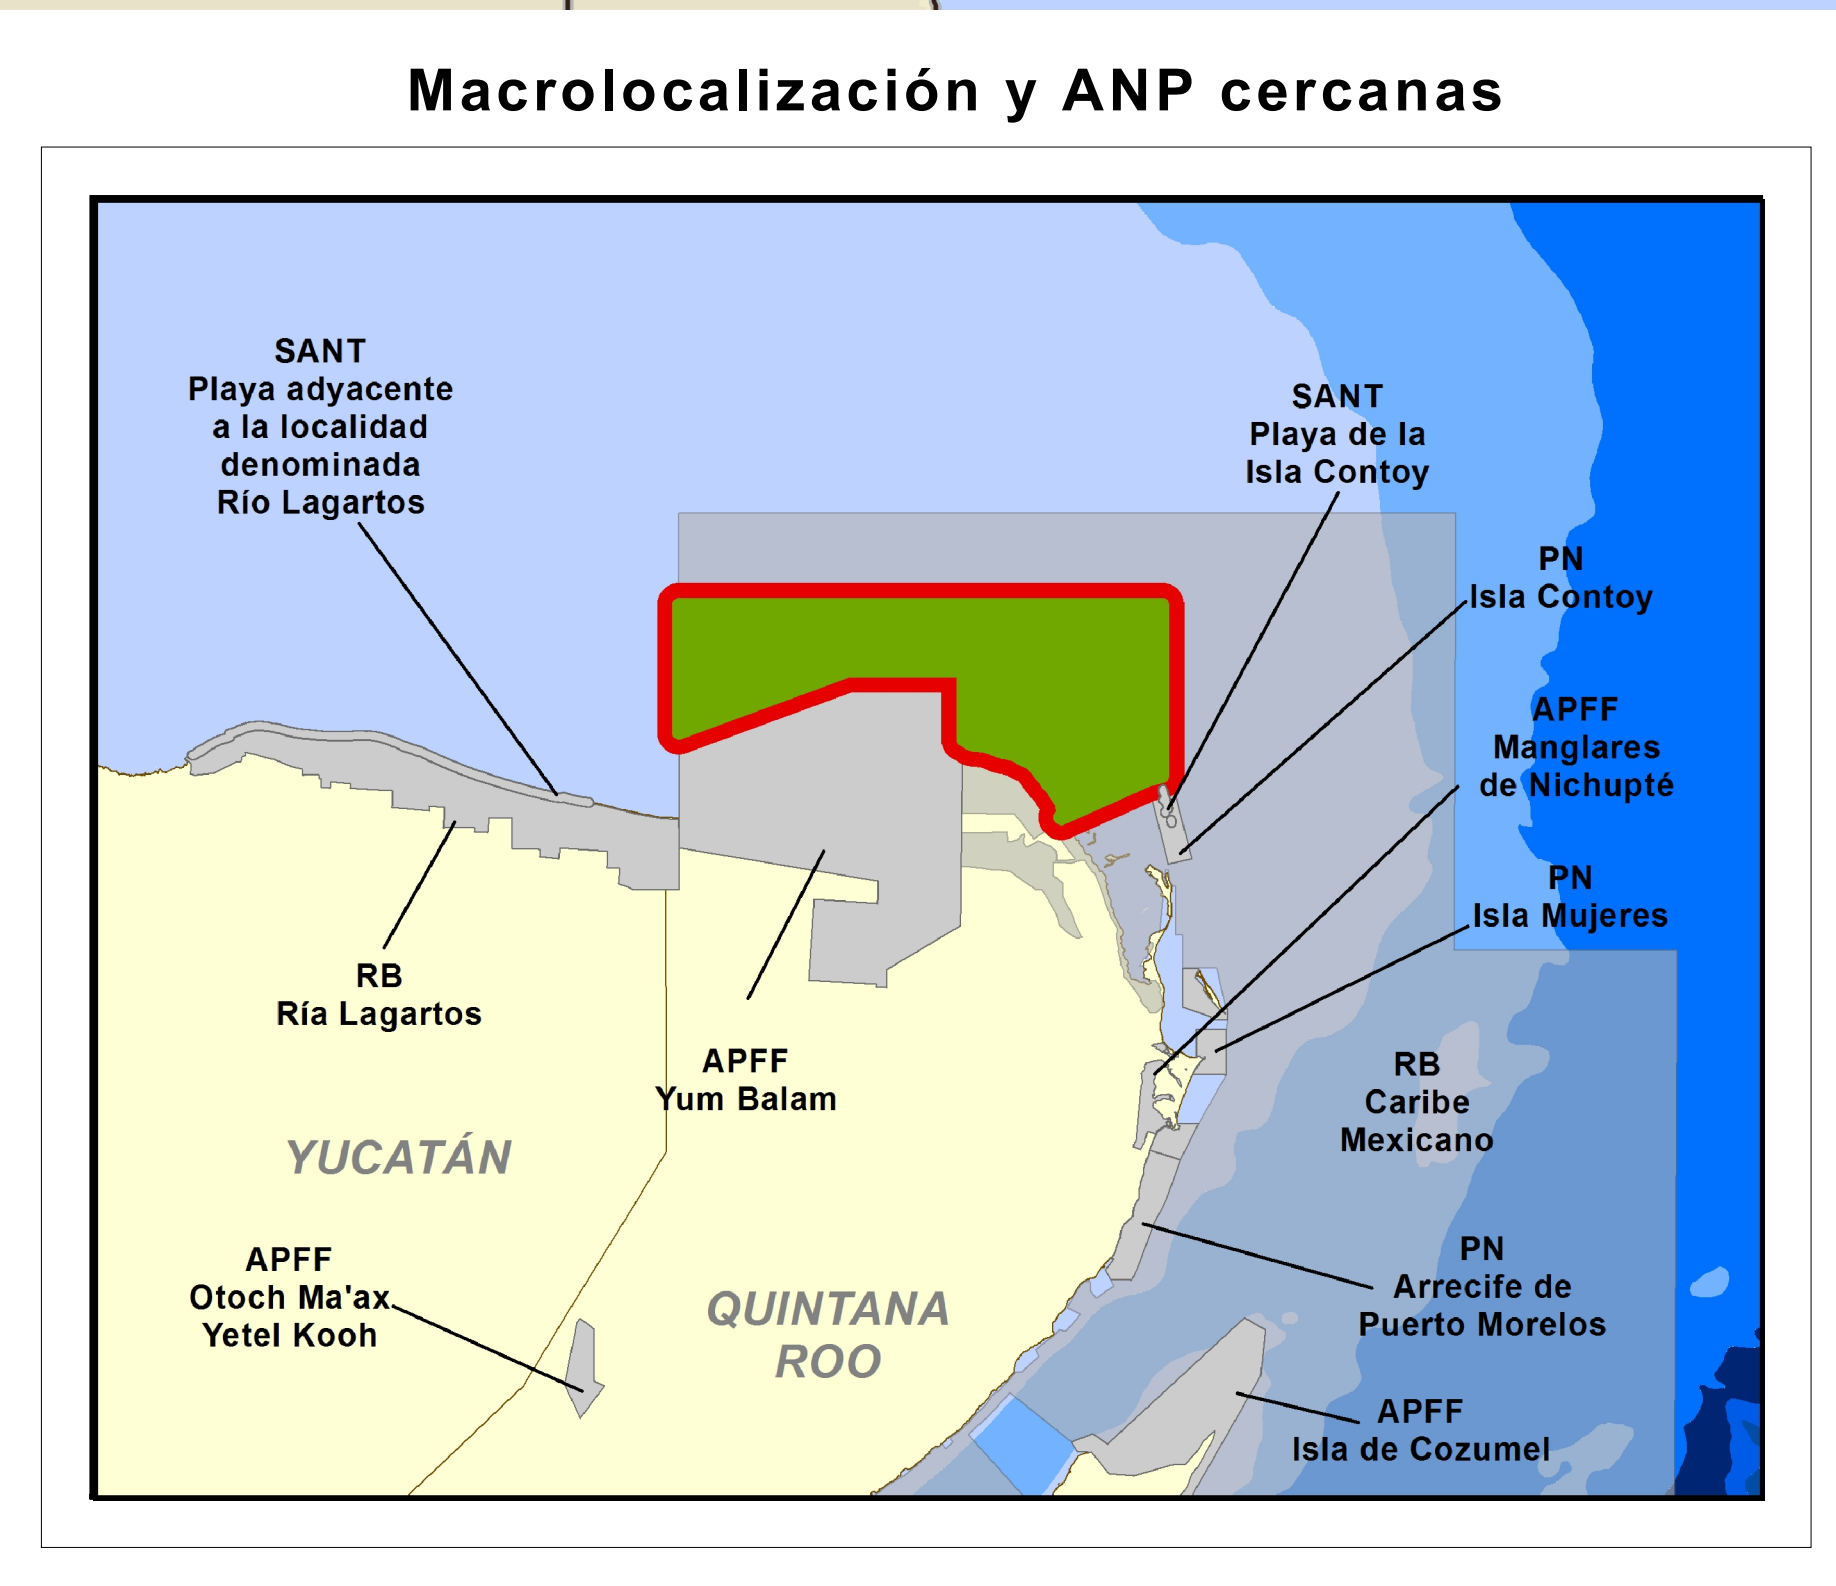 Macrolocalización y ANP cercanas
SANT
Playa adyacente
a la localidad
denominada
Río Lagartos
SANT
Playa de la
Isla Contoy
PN
Isla Contoy
APFF
Manglares
de Nichupté
PN
Isla Mujeres
RB
Ría Lagartos
APFF
Yum Balam
RB
Caribe
Mexicano
YUCATÁN
APFF
Otoch Ma'ax
Yetel Kooh
QUINTANA
ROO
PN
Arrecife de
Puerto Morelos
APFF
Isla de Cozumel